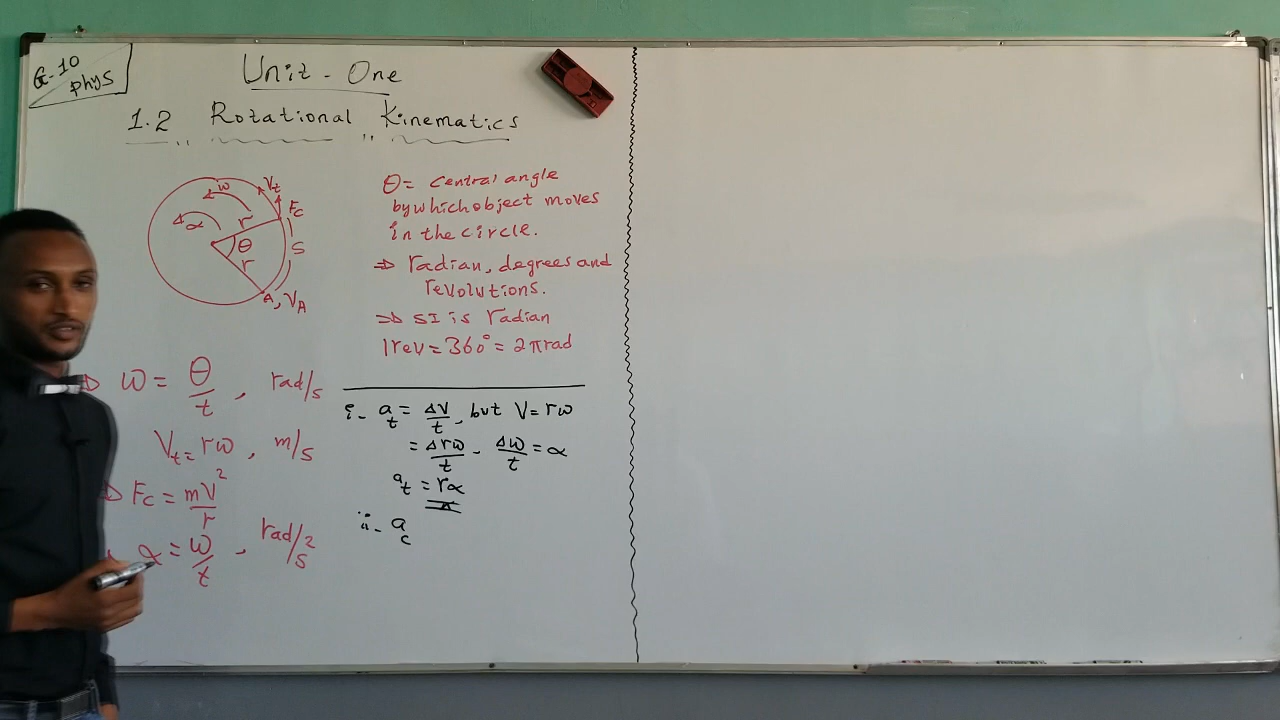 G-10
phys
Unit - One
1.2 Rotational Kinematics
ω
Vt
α
r
Fc
θ
S
r
A, VA
θ = central angle
by which object moves
in the circle.
⇒ radian, degrees and
revolutions.
⇒ SI is radian
1rev = 360° = 2πrad
⇒ ω = θ/t, rad/s
Vt = rω, m/s
⇒ Fc = mV²/r
α = ω/t, rad/s²
i- at = ΔV/t, but V = rω
= Δrω/t, Δω/t = α
at = rα
ii- ac